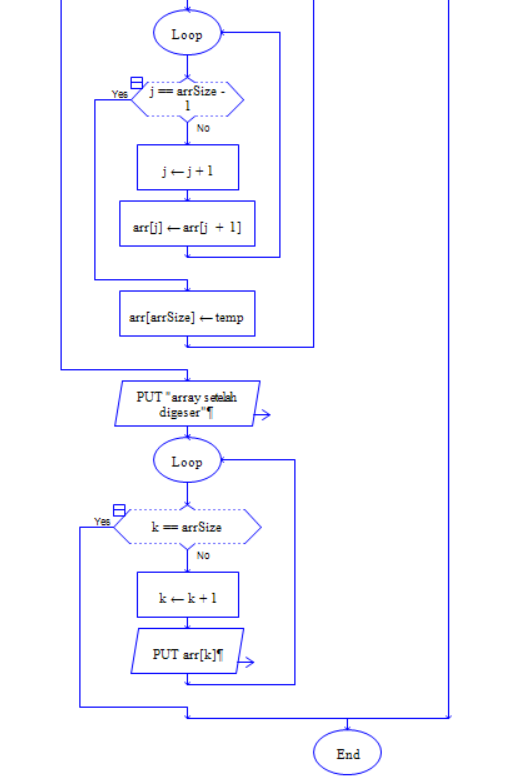 Loop
j == arrSize -
1
Yes
No
j ← j + 1
arr[j] ← arr[j + 1]
arr[arrSize] ← temp
PUT "array setelah
digeser"¶
Loop
k == arrSize
Yes
No
k ← k + 1
PUT arr[k]¶
End